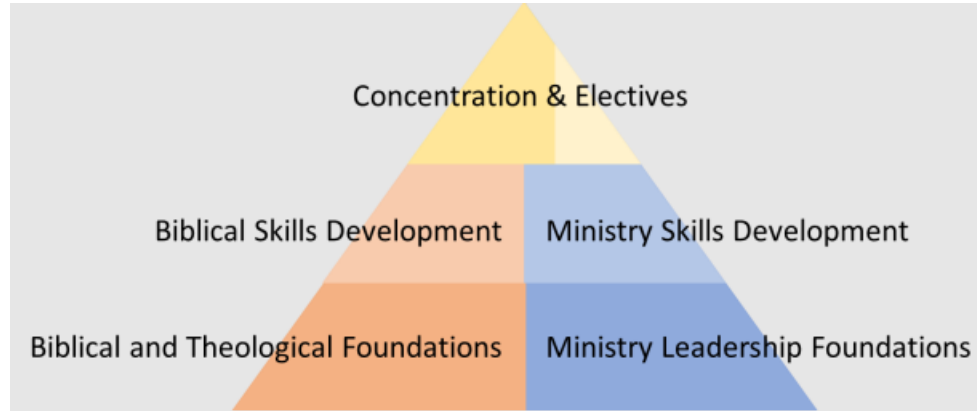 Concentration & Electives
Biblical Skills Development
Ministry Skills Development
Biblical and Theological Foundations
Ministry Leadership Foundations